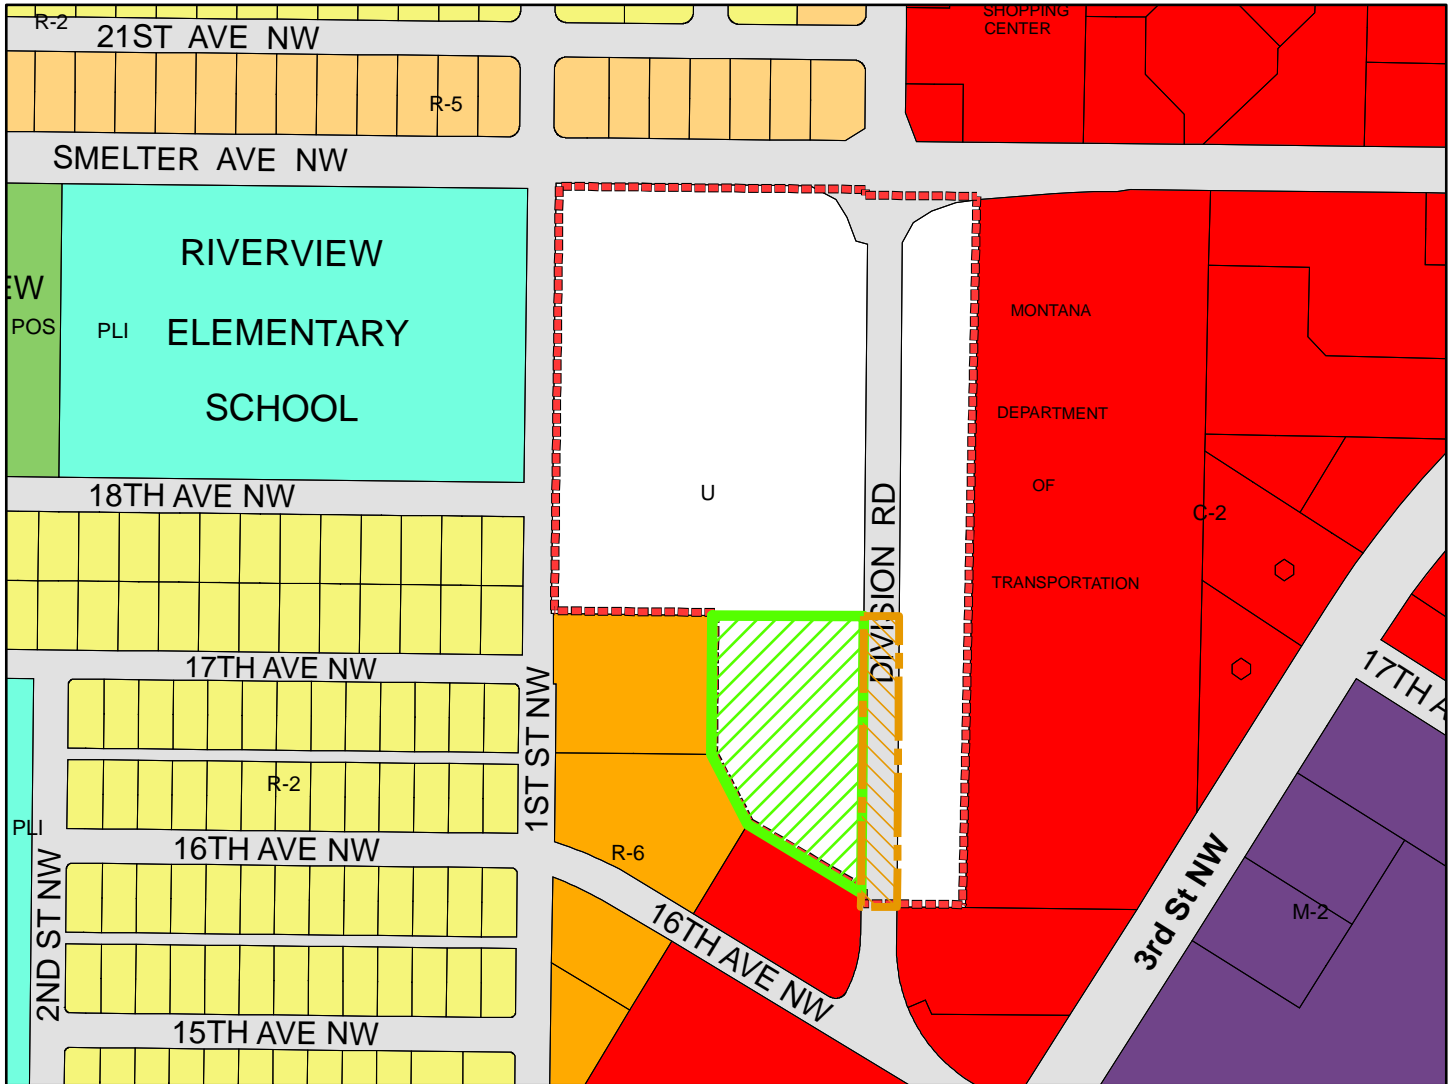 R-2
21ST AVE NW
SHOPPING
CENTER
R-5
SMELTER AVE NW
RIVERVIEW
ELEMENTARY
SCHOOL
EW
POS
PLI
MONTANA
DEPARTMENT
OF
TRANSPORTATION
18TH AVE NW
U
DIVISION RD
C-2
17TH AVE NW
17TH A
1ST ST NW
R-2
PLI
16TH AVE NW
R-6
2ND ST NW
16TH AVE NW
3rd St NW
M-2
15TH AVE NW